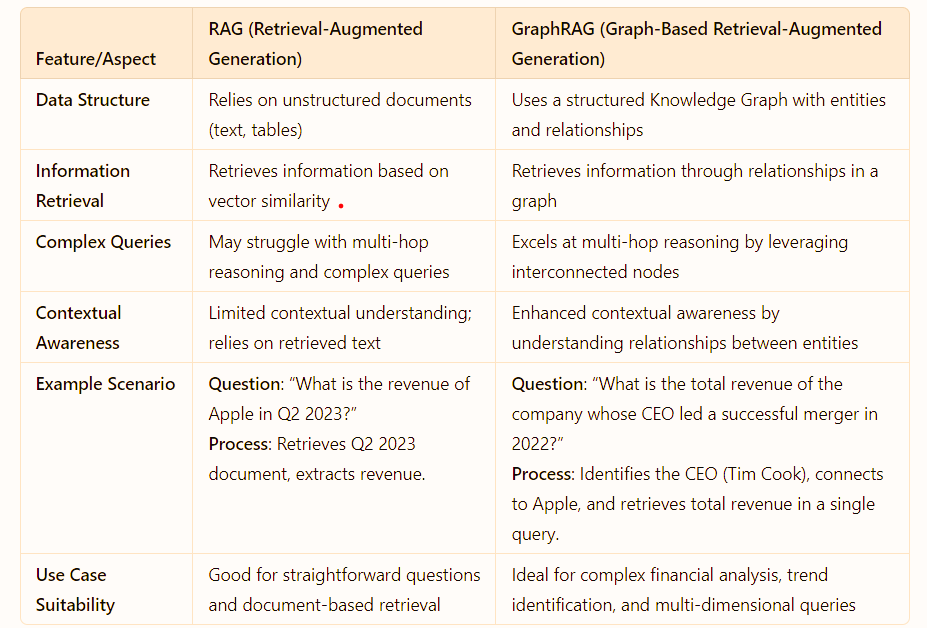 Feature/Aspect
RAG (Retrieval-Augmented
Generation)
GraphRAG (Graph-Based Retrieval-Augmented
Generation)
Data Structure
Relies on unstructured documents
(text, tables)
Uses a structured Knowledge Graph with entities
and relationships
Information
Retrieval
Retrieves information based on
vector similarity
Retrieves information through relationships in a
graph
Complex Queries
May struggle with multi-hop
reasoning and complex queries
Excels at multi-hop reasoning by leveraging
interconnected nodes
Contextual
Awareness
Limited contextual understanding;
relies on retrieved text
Enhanced contextual awareness by
understanding relationships between entities
Example Scenario
Question: “What is the revenue of
Apple in Q2 2023?”
Process: Retrieves Q2 2023
document, extracts revenue.
Question: “What is the total revenue of the
company whose CEO led a successful merger in
2022?”
Process: Identifies the CEO (Tim Cook), connects
to Apple, and retrieves total revenue in a single
query.
Use Case
Suitability
Good for straightforward questions
and document-based retrieval
Ideal for complex financial analysis, trend
identification, and multi-dimensional queries